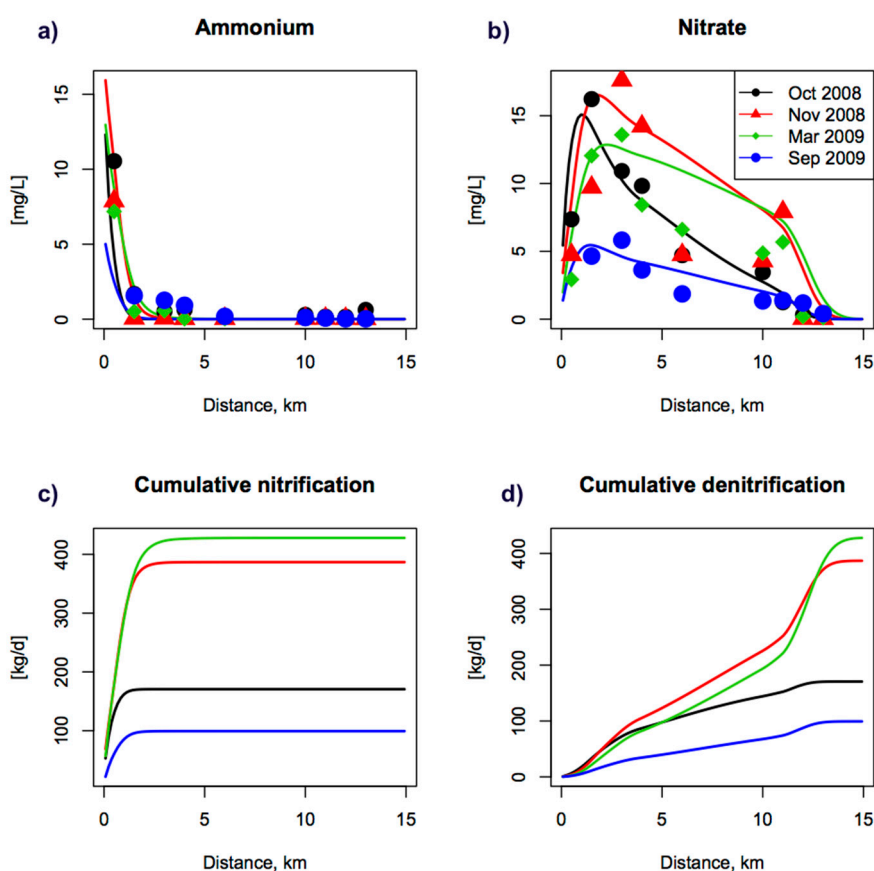 a) Ammonium
[mg/L]
15
10
5
0
0 5 10 15
Distance, km
b) Nitrate
[mg/L]
15
10
5
0
0 5 10 15
Distance, km
Oct 2008
Nov 2008
Mar 2009
Sep 2009
c) Cumulative nitrification
[kg/d]
400
300
200
100
0 5 10 15
Distance, km
d) Cumulative denitrification
[kg/d]
400
300
200
100
0
0 5 10 15
Distance, km